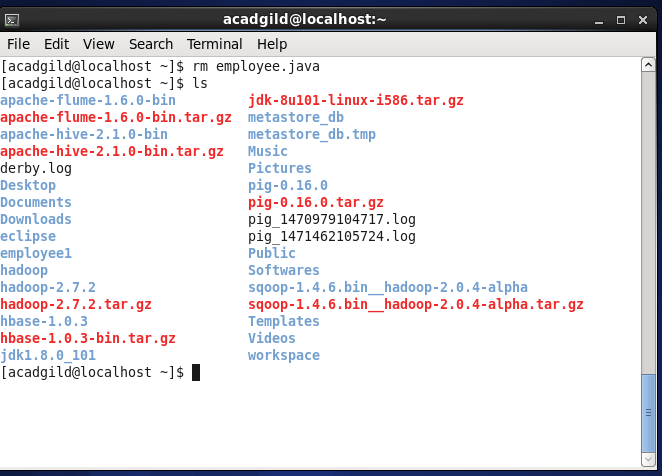 acadgild@localhost:~
File Edit View Search Terminal Help
[acadgild@localhost ~]$ rm employee.java
[acadgild@localhost ~]$ ls
apache-flume-1.6.0-bin jdk-8u101-linux-i586.tar.gz
apache-flume-1.6.0-bin.tar.gz metastore_db
apache-hive-2.1.0-bin metastore_db.tmp
apache-hive-2.1.0-bin.tar.gz Music
derby.log Pictures
Desktop pig-0.16.0
Documents pig-0.16.0.tar.gz
Downloads pig_1470979104717.log
eclipse pig_1471462105724.log
employee1 Public
hadoop Softwares
hadoop-2.7.2 sqoop-1.4.6.bin__hadoop-2.0.4-alpha
hadoop-2.7.2.tar.gz sqoop-1.4.6.bin__hadoop-2.0.4-alpha.tar.gz
hbase-1.0.3 Templates
hbase-1.0.3-bin.tar.gz Videos
jdk1.8.0_101 workspace
[acadgild@localhost ~]$